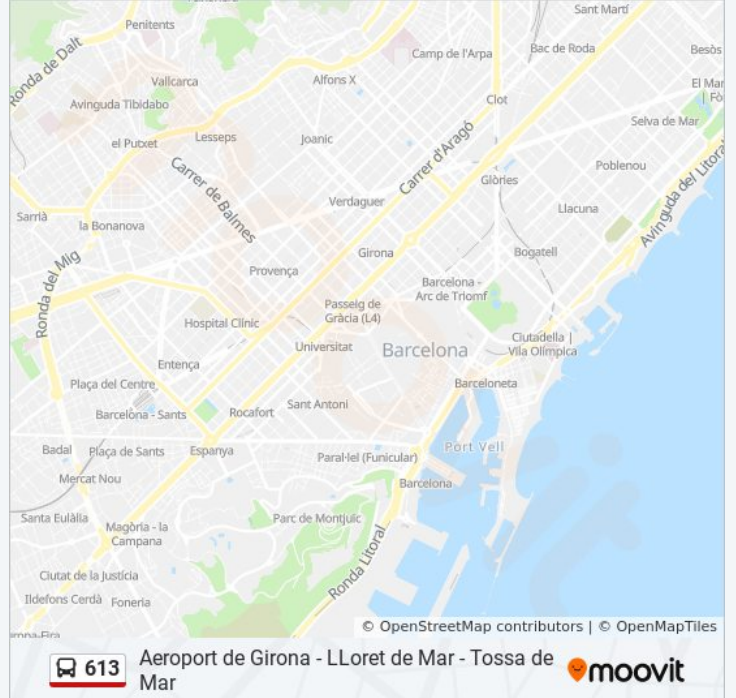 Sant Martí
Penitents
Ronda de Dalt
Camp de l'Arpa
Bac de Roda
Besòs
Vallcarca
Alfons X
El Mar
| Fò
Avinguda Tibidabo
Clot
Selva de Mar
el Putxet
Lesseps
Joanic
Carrer d'Aragó
Poblenou
Carrer de Balmes
Glòries
Avinguda del Litoral
Verdaguer
Llacuna
Sarrià
la Bonanova
Girona
Bogatell
Ronda del Mig
Provença
Barcelona -
Arc de Triomf
Passeig de
Gràcia (L4)
Hospital Clínic
Universitat
Barcelona
Ciutadella |
Vila Olímpica
Entença
Plaça del Centre
Barceloneta
Barcelona - Sants
Rocafort
Sant Antoni
Badal
Plaça de Sants
Espanya
Paral·lel (Funicular)
Port Vell
Mercat Nou
Barcelona
Santa Eulàlia
Magòria - la
Campana
Parc de Montjuïc
Ronda Litoral
Ciutat de la Justícia
Ildefons Cerdà
Foneria
© OpenStreetMap contributors | © OpenMapTiles
613
Aeroport de Girona - LLoret de Mar - Tossa de
Mar
moovit